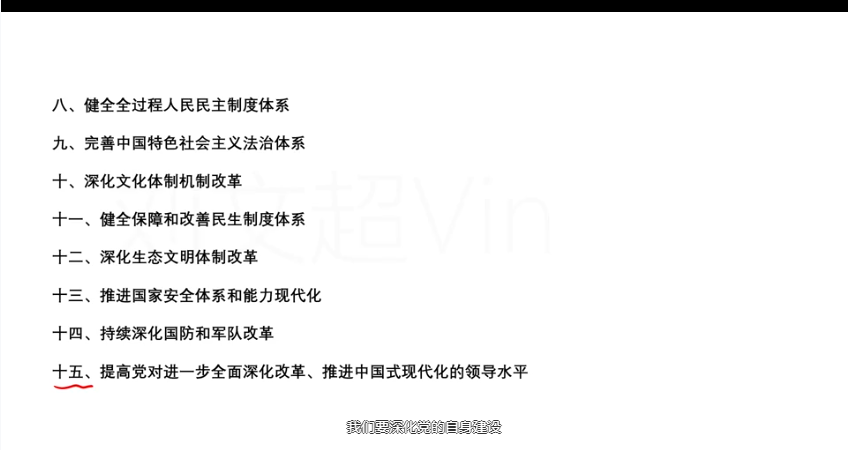 八、健全全过程人民民主制度体系
九、完善中国特色社会主义法治体系
十、深化文化体制机制改革
十一、健全保障和改善民生制度体系
十二、深化生态文明体制改革
十三、推进国家安全体系和能力现代化
十四、持续深化国防和军队改革
十五、提高党对进一步全面深化改革、推进中国式现代化的领导水平
我们要深化党的自身建设